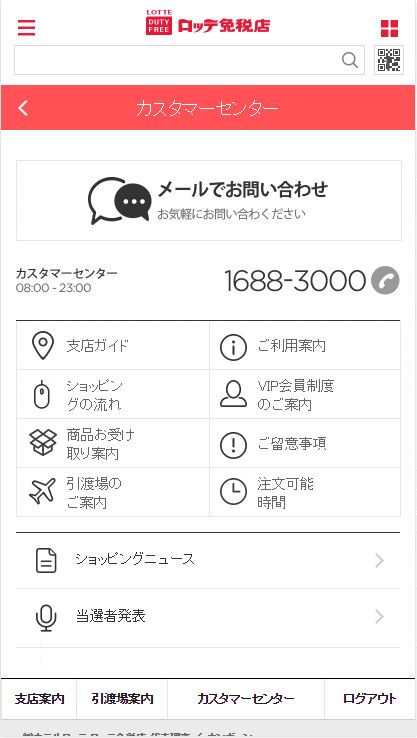 LOTTE
DUTY
FREE
ロッテ免税店
カスタマーセンター
メールでお問い合わせ
お気軽にお問い合わくださいい
カスタマーセンター
1688-3000
08:00 - 23:00
支店ガイド
ご利用案内
ショッピン
グの流れ
VIP会員制度
のご案内
商品お受け
取り案内
ご留意事項
引渡場の
ご案内
注文可能
時間
ショッピングニュース
当選者発表
支店案内
引渡場案内
カスタマーセンター
ログアウト